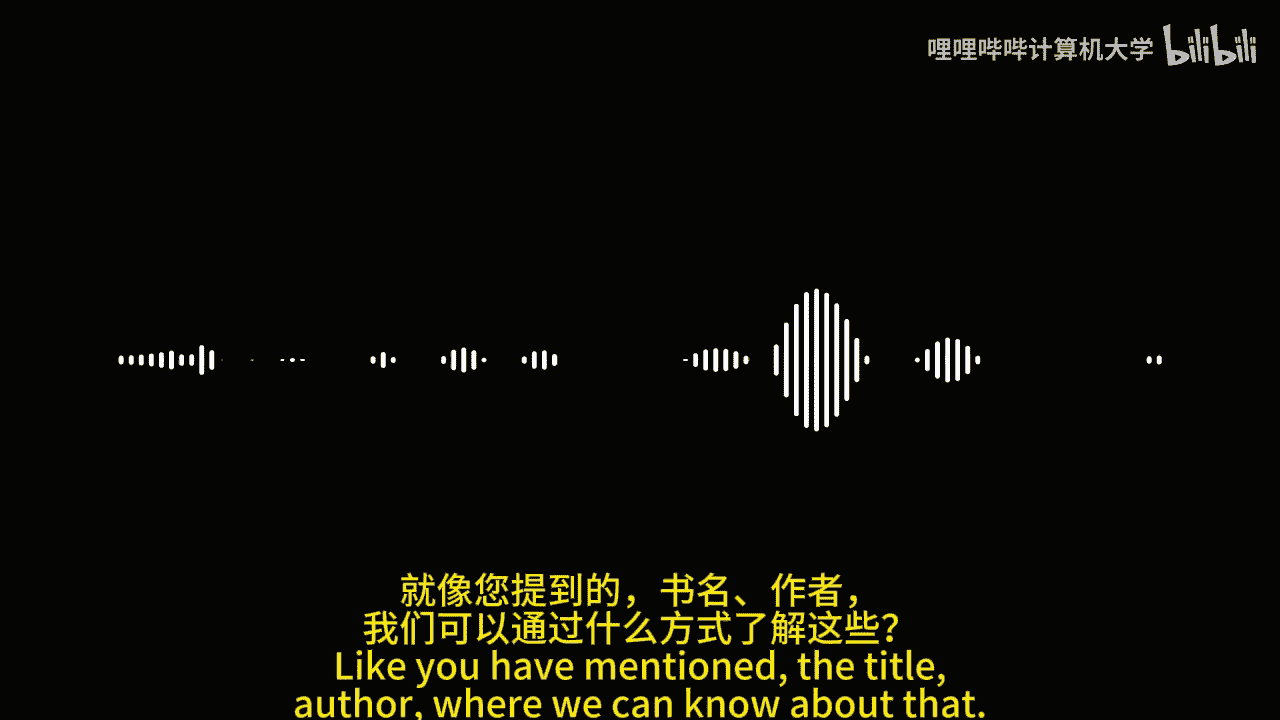 哩哩哔哔计算机大学 bilibili
就像您提到的，书名、作者，
我们可以通过什么方式了解这些？
Like you have mentioned, the title,
author, where we can know about that.